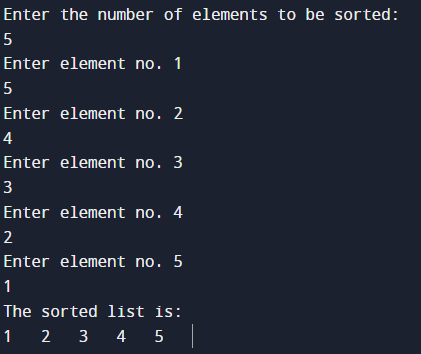 Enter the number of elements to be sorted:
5
Enter element no. 1
5
Enter element no. 2
4
Enter element no. 3
3
Enter element no. 4
2
Enter element no. 5
1
The sorted list is:
1   2   3   4   5